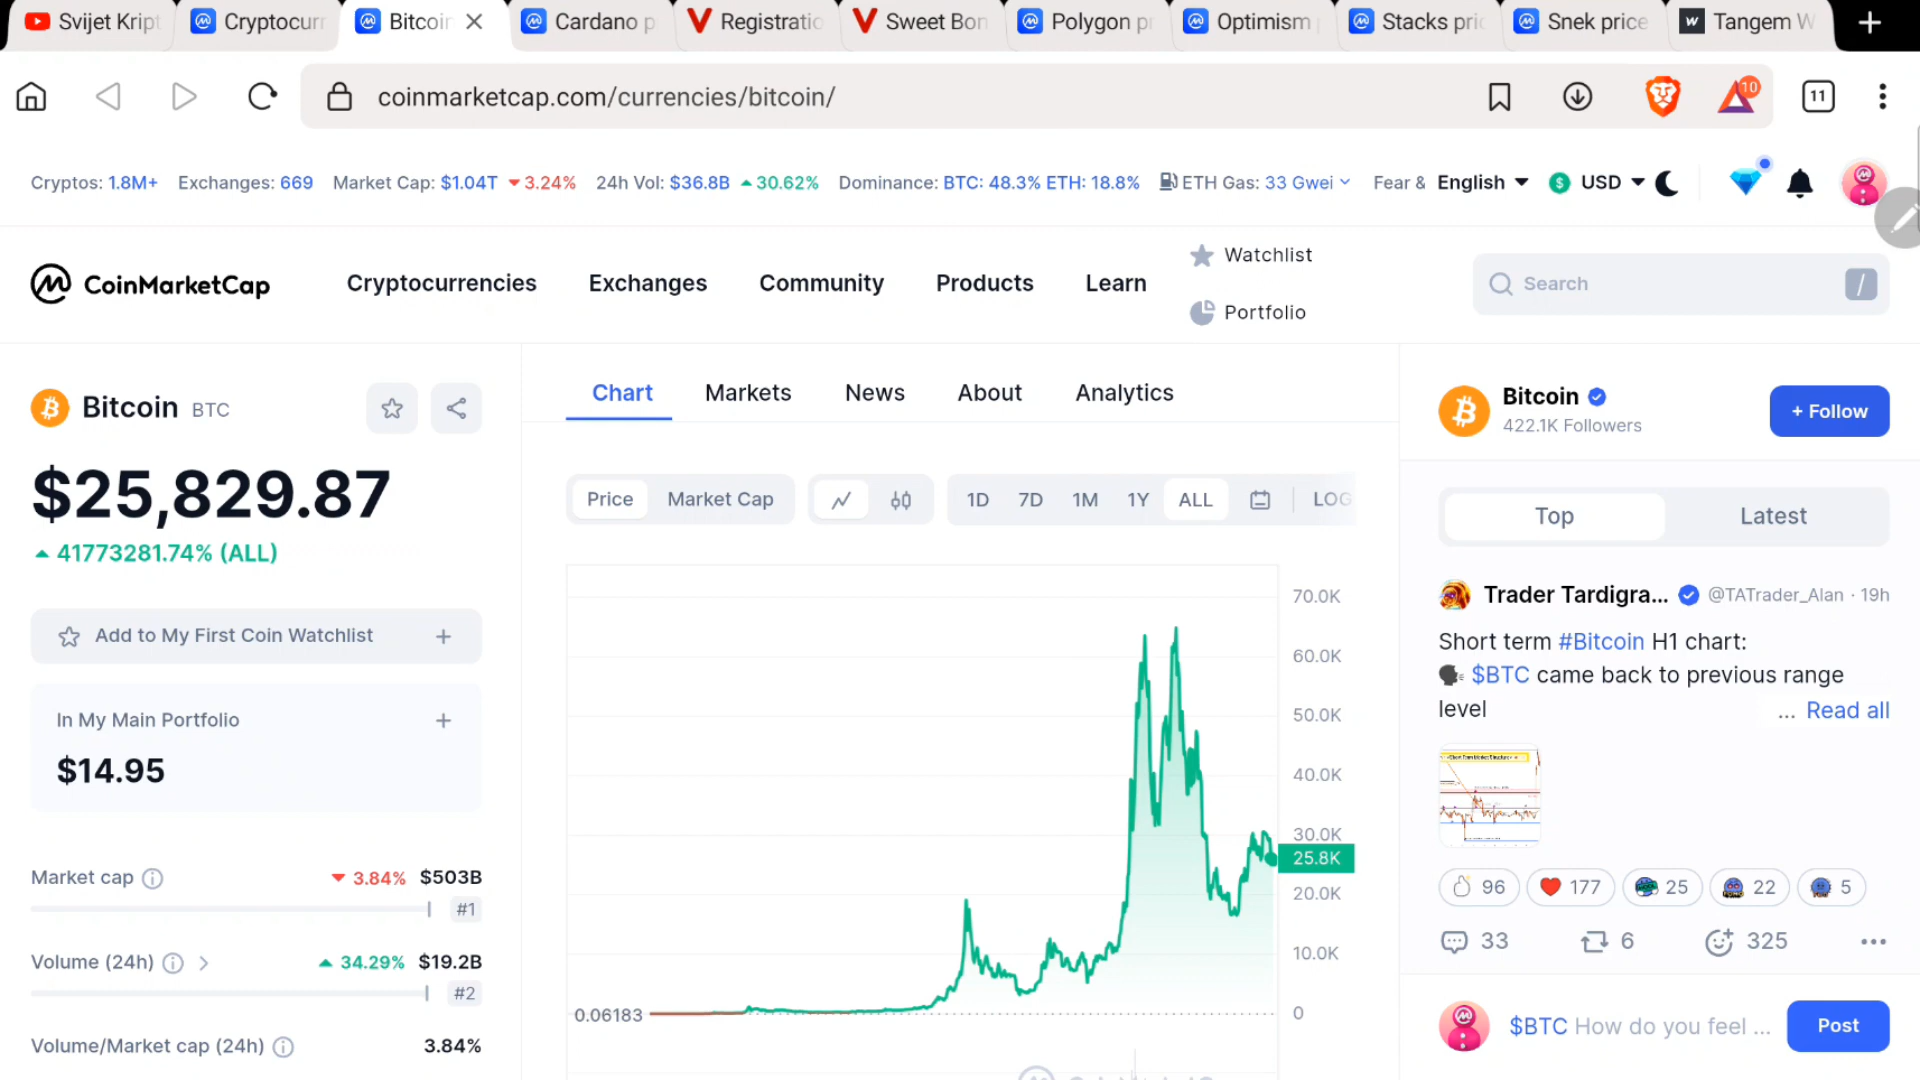 Svijet Kript
Cryptocurr
Bitcoin
Cardano p
Registratio
Sweet Bon
Polygon pr
Optimism p
Stacks pric
Snek price
Tangem W
coinmarketcap.com/currencies/bitcoin/
10
11
Cryptos: 1.8M+ Exchanges: 669 Market Cap: $1.04T 3.24% 24h Vol: $36.8B 30.62% Dominance: BTC: 48.3% ETH: 18.8% ETH Gas: 33 Gwei Fear & English USD
CoinMarketCap
Cryptocurrencies Exchanges Community Products Learn
Watchlist
Portfolio
Search /
Bitcoin BTC
$25,829.87
41773281.74% (ALL)
Add to My First Coin Watchlist +
In My Main Portfolio +
$14.95
Market cap 3.84% $503B
#1
Volume (24h) 34.29% $19.2B
#2
Volume/Market cap (24h) 3.84%
Chart Markets News About Analytics
Price Market Cap 1D 7D 1M 1Y ALL LOG
70.0K
60.0K
50.0K
40.0K
30.0K
25.8K
20.0K
10.0K
0
0.06183
Bitcoin
422.1K Followers
+ Follow
Top Latest
Trader Tardigra... @TATrader_Alan · 19h
Short term #Bitcoin H1 chart:
$BTC came back to previous range
level ... Read all
96 177 25 22 5
33 6 325
$BTC How do you feel ... Post